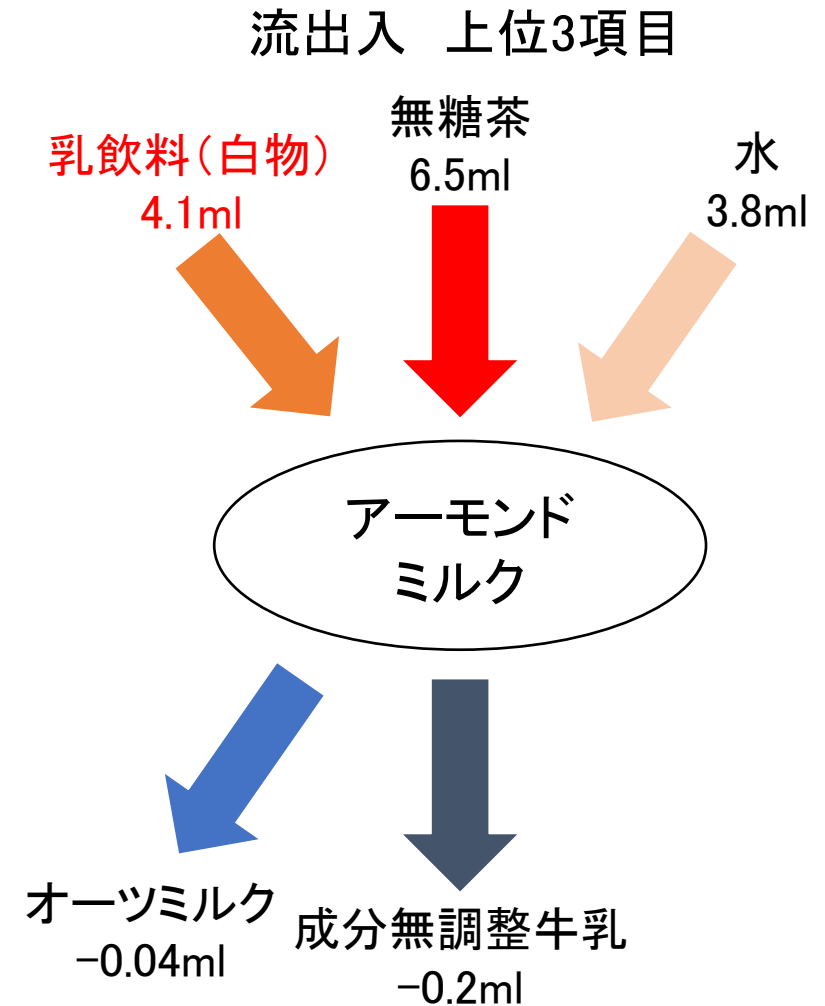 流出入 上位3項目
無糖茶
6.5ml
乳飲料(白物)
4.1ml
水
3.8ml
アーモンド
ミルク
オーツミルク
-0.04ml
成分無調整牛乳
-0.2ml